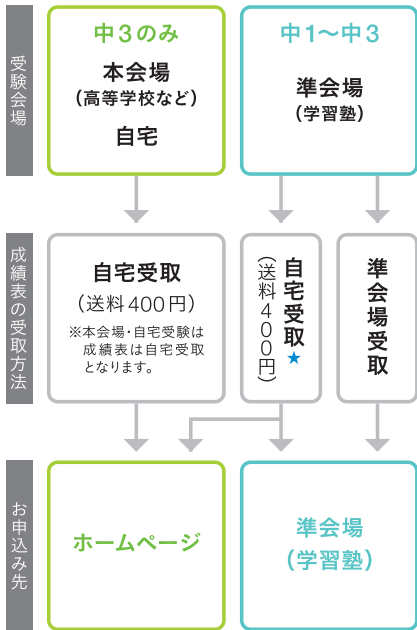 受験会場
中3のみ
本会場
（高等学校など）
自宅
中1～中3
準会場
（学習塾）
成績表の受取方法
自宅受取
（送料400円）
※本会場・自宅受験は
成績表は自宅受取
となります。
自宅受取★
（送料400円）
準会場受取
お申込み先
ホームページ
準会場
（学習塾）